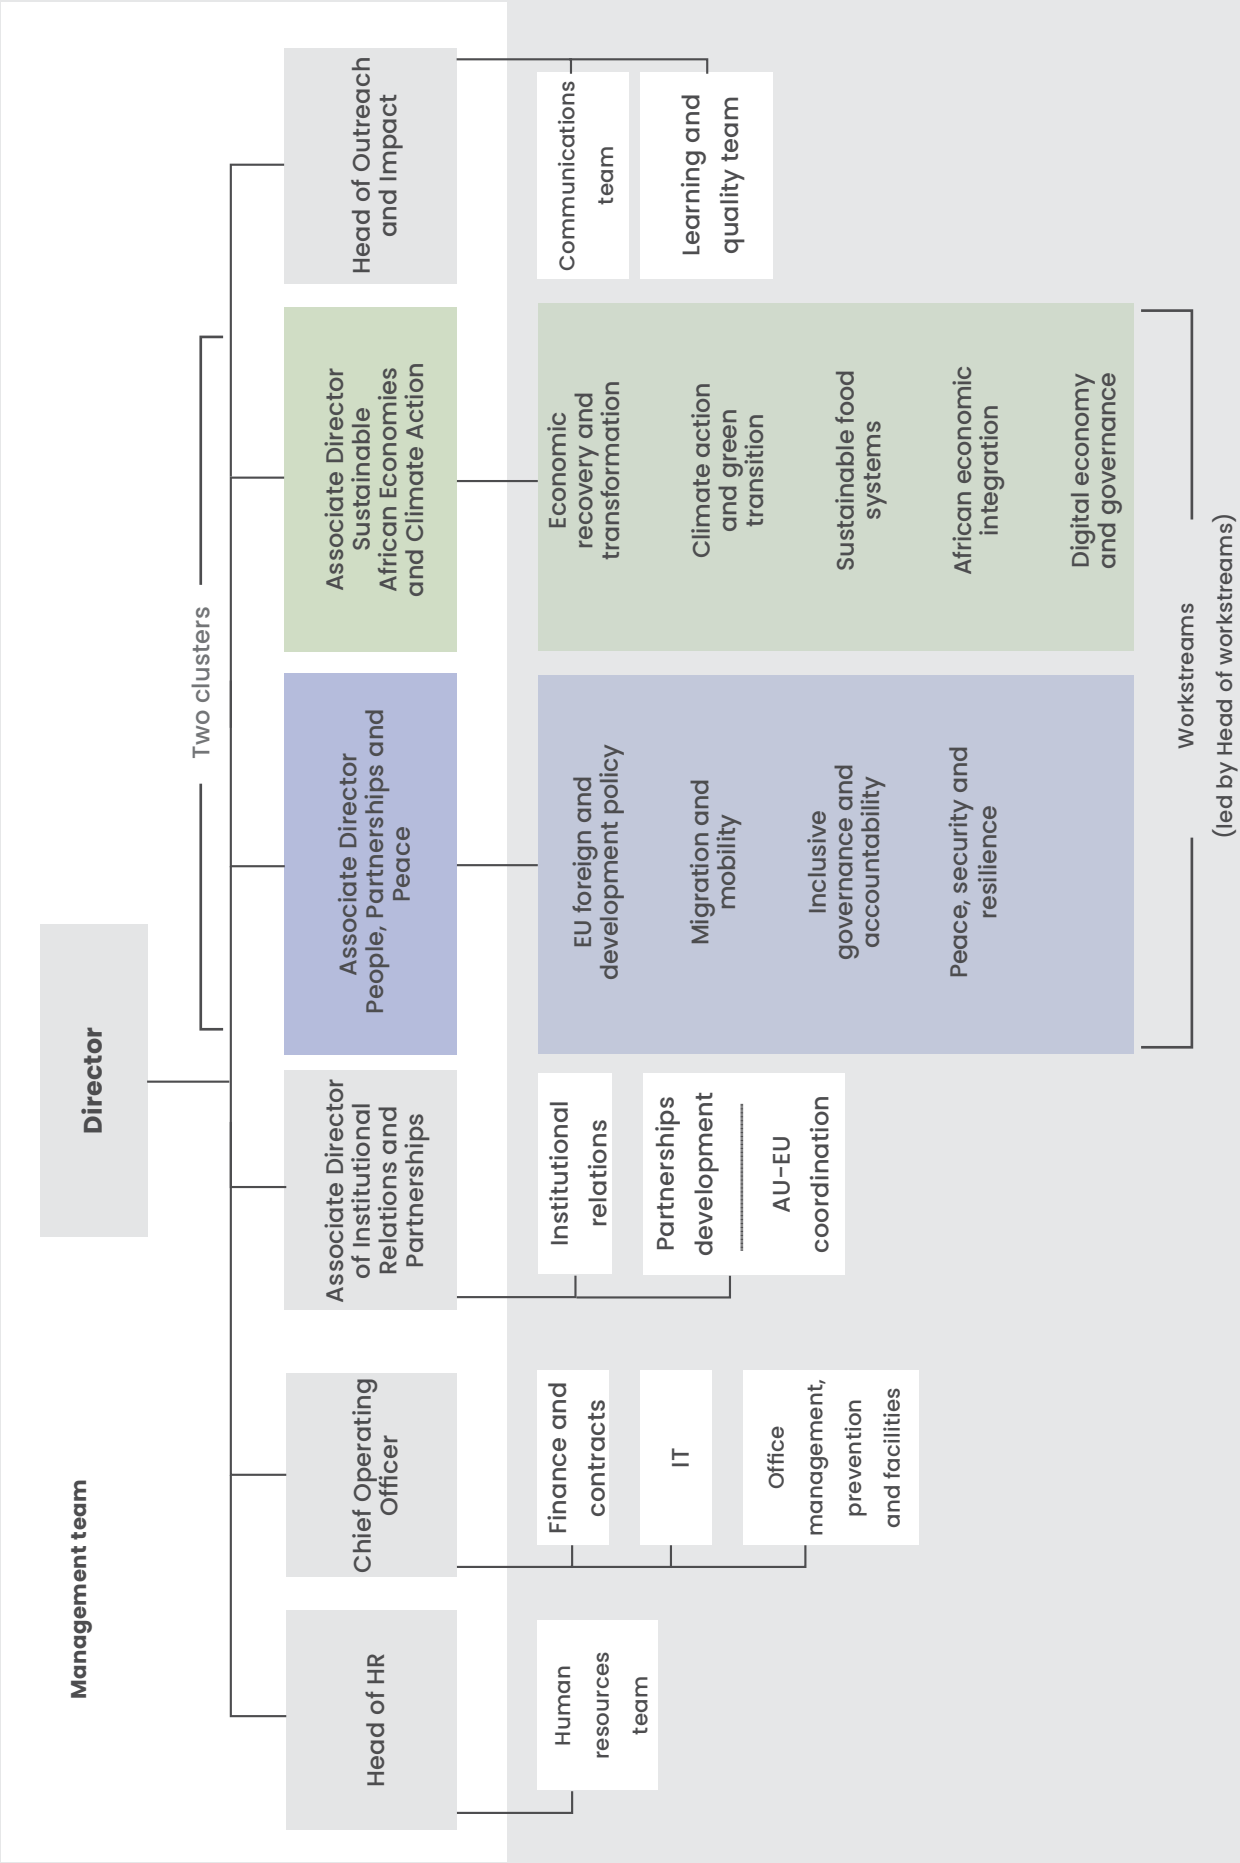 Management team
Director
Two clusters
Head of HR
Chief Operating
Officer
Associate Director
of Institutional
Relations and
Partnerships
Associate Director
People, Partnerships and
Peace
Associate Director
Sustainable
African Economies
and Climate Action
Head of Outreach
and Impact
Human
resources
team
Finance and
contracts
IT
Office
management,
prevention
and facilities
Institutional
relations
Partnerships
development
AU-EU
coordination
EU foreign and
development policy
Migration and
mobility
Inclusive
governance and
accountability
Peace, security and
resilience
Economic
recovery and
transformation
Climate action
and green
transition
Sustainable food
systems
African economic
integration
Digital economy
and governance
Communications
team
Learning and
quality team
Workstreams
(led by Head of workstreams)